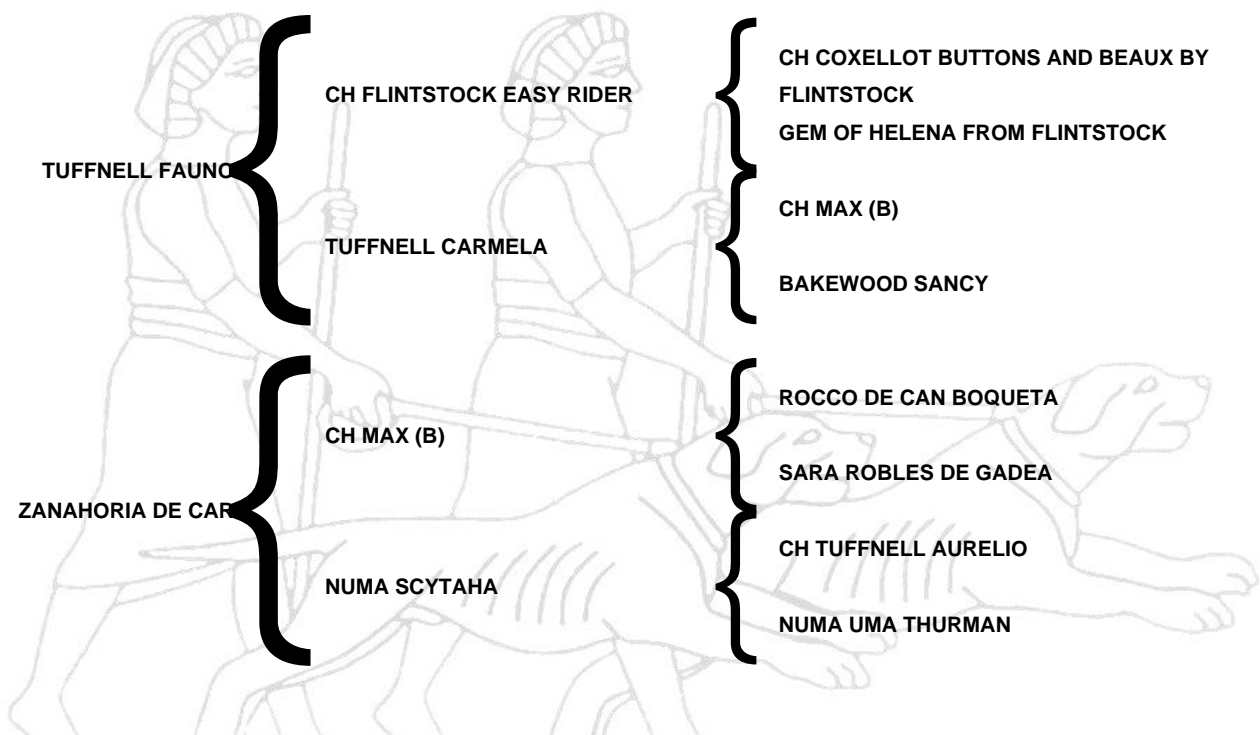 CH COXELLOT BUTTONS AND BEAUX BY
FLINTSTOCK
CH FLINTSTOCK EASY RIDER
GEM OF HELENA FROM FLINTSTOCK
TUFFNELL FAUNO
CH MAX (B)
TUFFNELL CARMELA
BAKEWOOD SANCY
ROCCO DE CAN BOQUETA
CH MAX (B)
SARA ROBLES DE GADEA
ZANAHORIA DE CAR
CH TUFFNELL AURELIO
NUMA SCYTAHA
NUMA UMA THURMAN